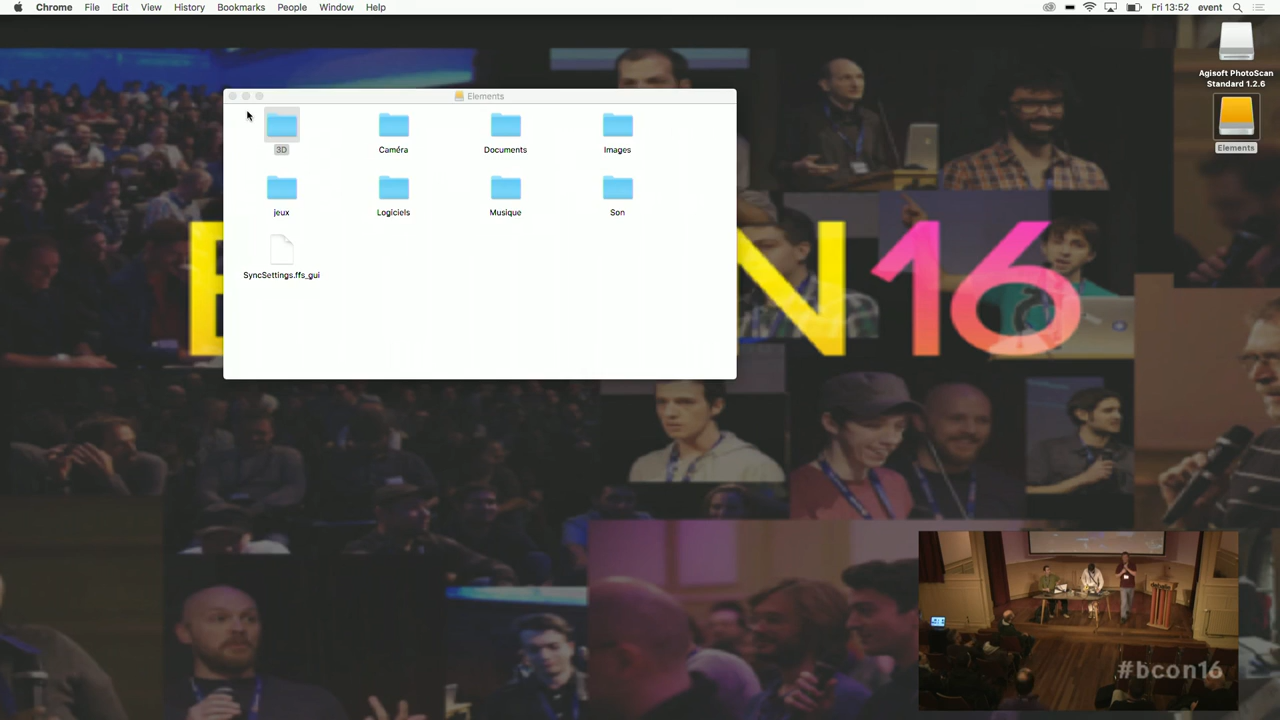 Chrome File Edit View History Bookmarks People Window Help
Fri 13:52 event
Agisoft PhotoScan
Standard 1.2.6
Elements
Elements
3D Caméra Documents Images
jeux Logiciels Musique Son
SyncSettings.ffs_gui
N16
#bcon16